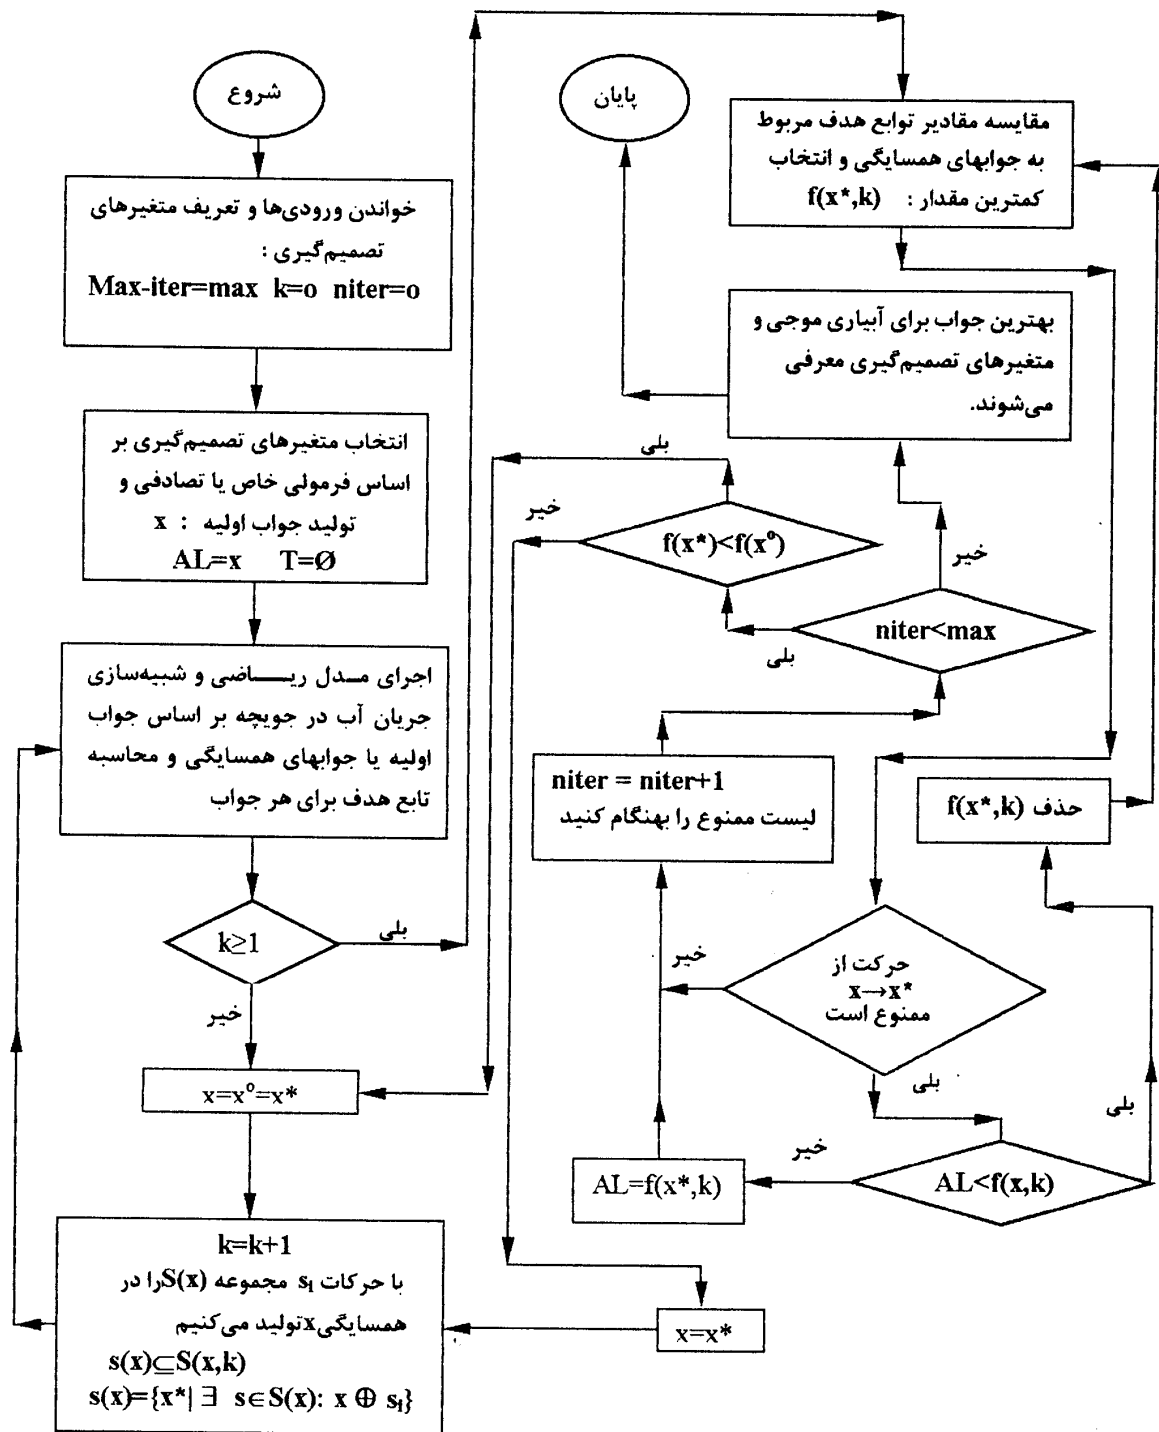 شروع
خواندن ورودی‌ها و تعریف متغیرهای
تصمیم‌گیری :
Max-iter=max k=o niter=o
انتخاب متغیرهای تصمیم‌گیری بر
اساس فرمولی خاص یا تصادفی و
تولید جواب اولیه : x
AL=x T=Ø
اجرای مدل ریاضی و شبیه‌سازی
جریان آب در جویچه بر اساس جواب
اولیه یا جوابهای همسایگی و محاسبه
تابع هدف برای هر جواب
k≥1
بلی
خیر
x=x°=x*
k=k+1
با حرکات sᵢ مجموعه S(x)را در
همسایگیxتولید می‌کنیم
s(x)⊆S(x,k)
s(x)={x*| ∃ s∈S(x): x ⊕ sᵢ}
پایان
مقایسه مقادیر توابع هدف مربوط
به جوابهای همسایگی و انتخاب
کمترین مقدار : f(x*,k)
بهترین جواب برای آبیاری موجی و
متغیرهای تصمیم‌گیری معرفی
می‌شوند.
بلی
خیر
f(x*)<f(x°)
خیر
niter<max
بلی
niter = niter+1
لیست ممنوع را بهنگام کنید
حذف f(x*,k)
خیر
حرکت از
x→x*
ممنوع است
بلی
بلی
خیر
AL=f(x*,k)
AL<f(x,k)
x=x*